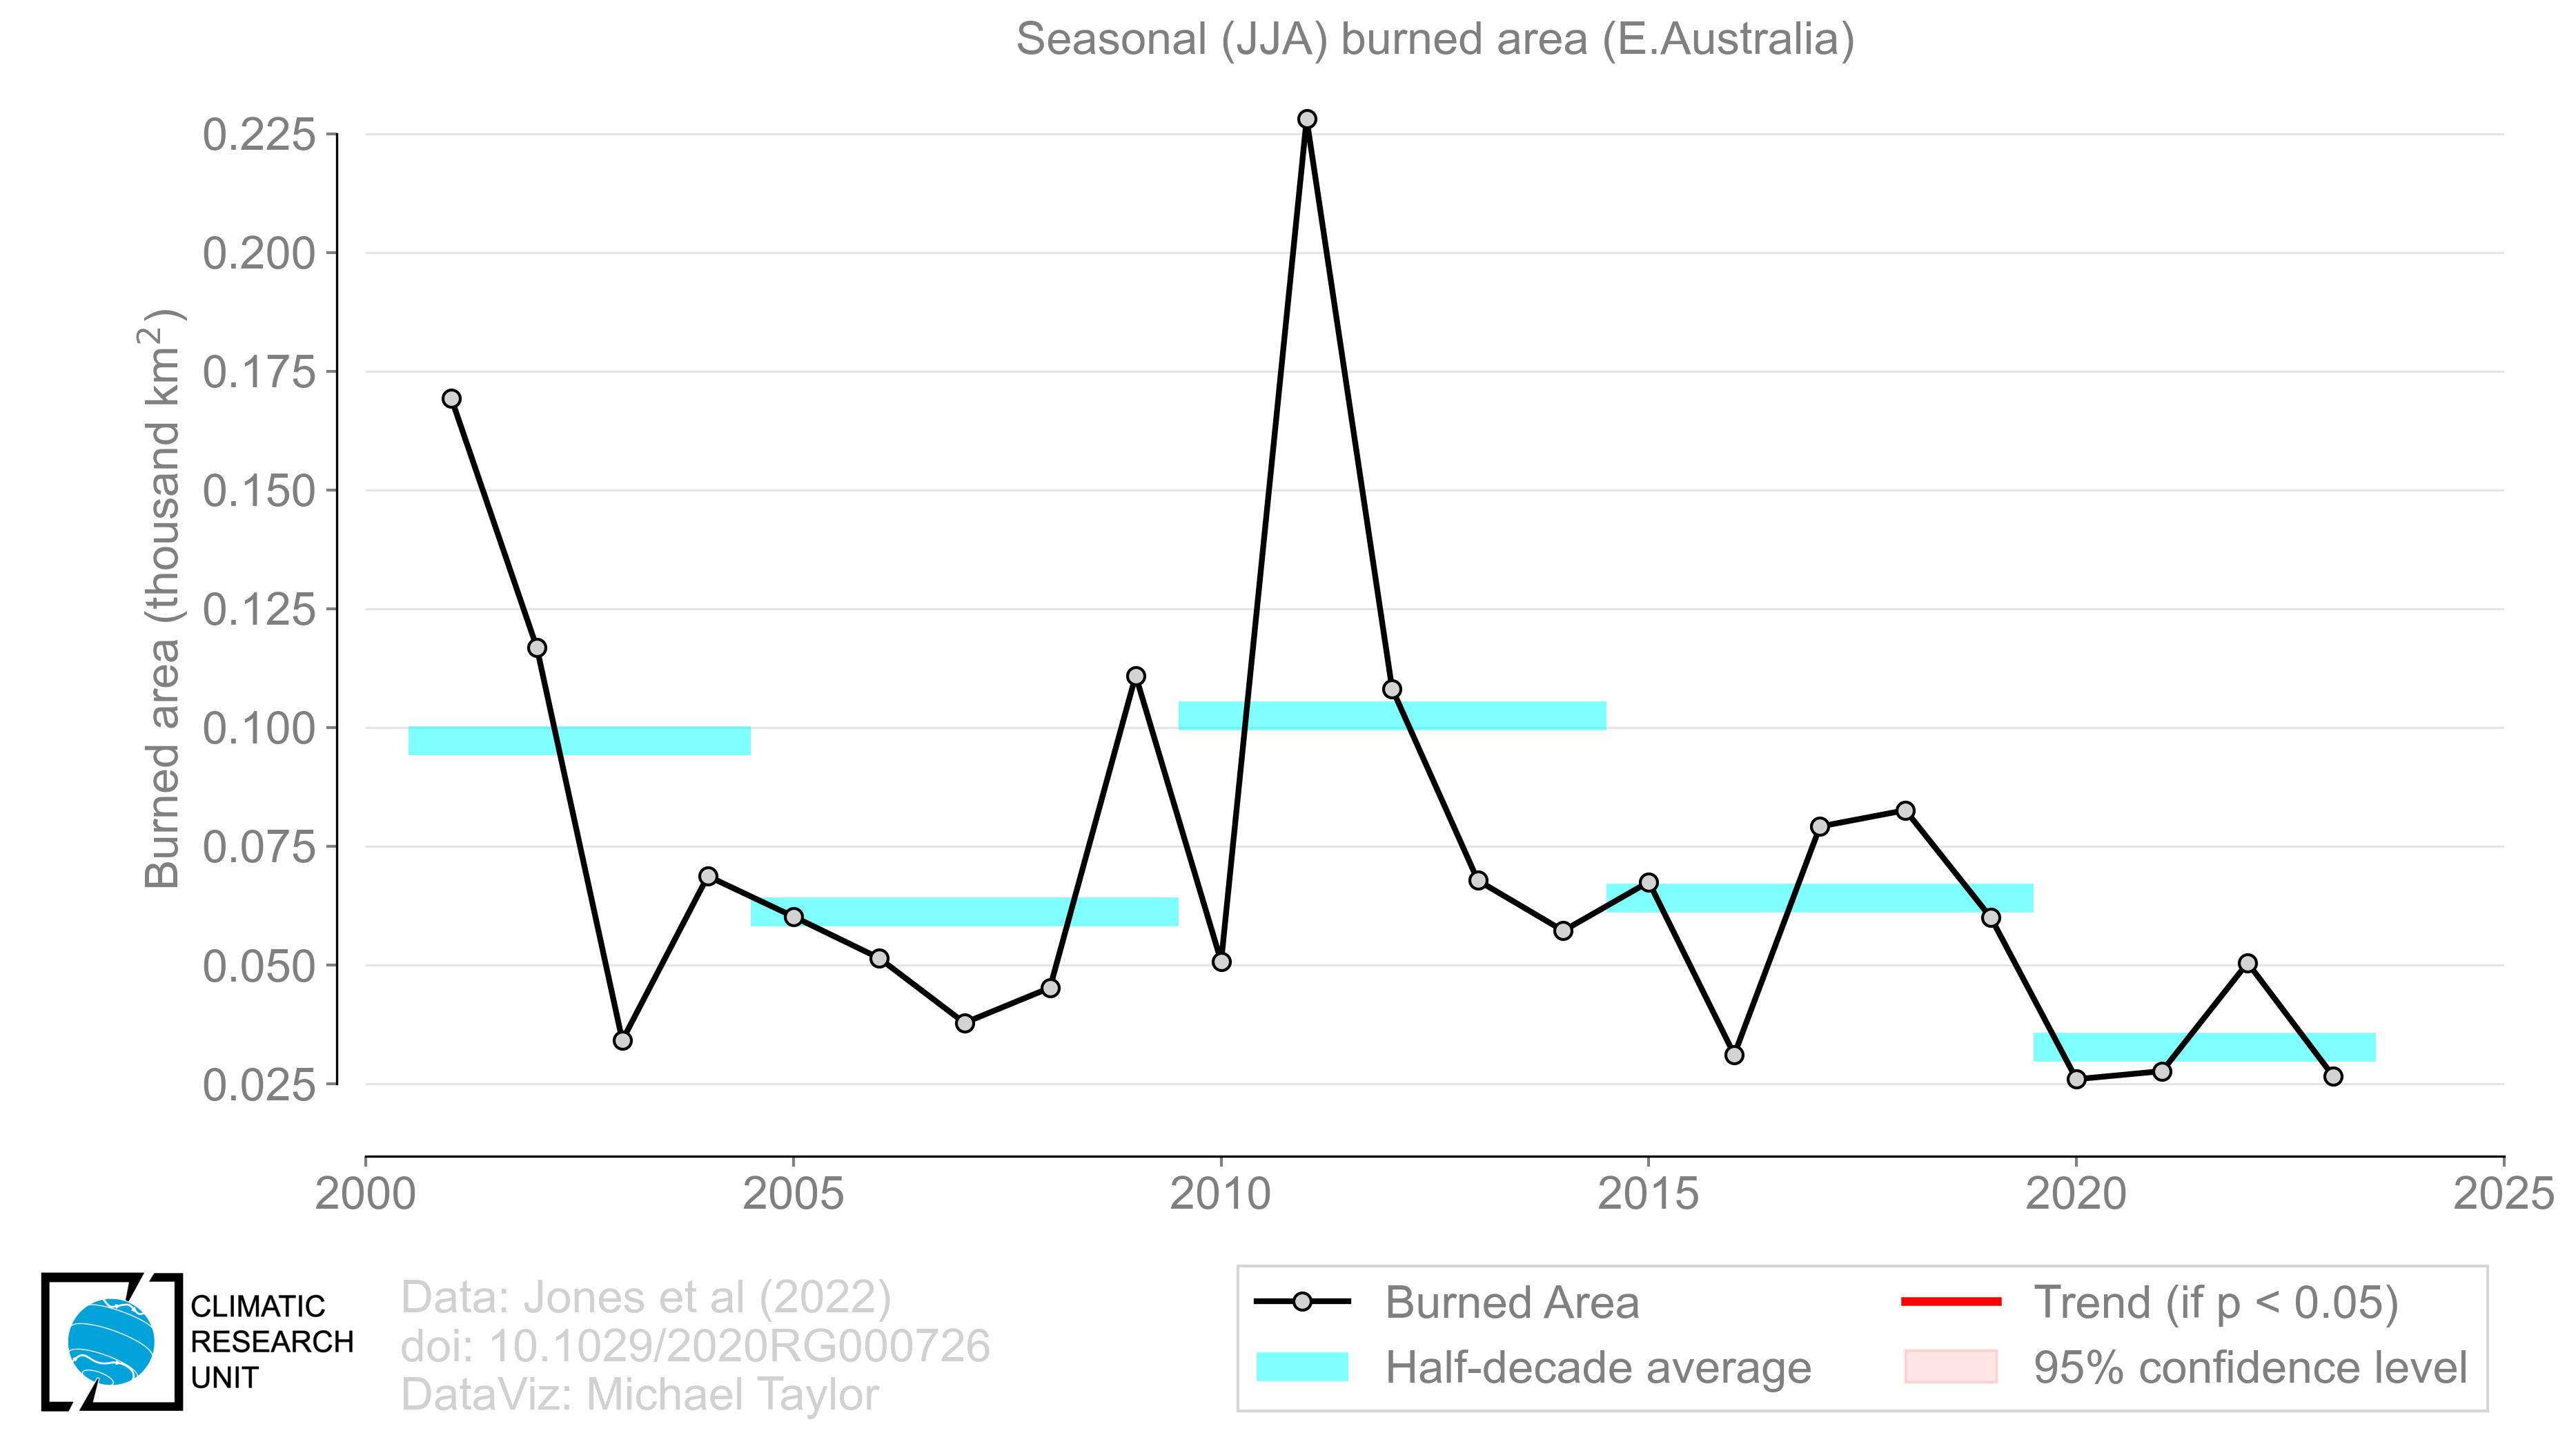 Seasonal (JJA) burned area (E.Australia)
Burned area (thousand km²)
0.225
0.200
0.175
0.150
0.125
0.100
0.075
0.050
0.025
2000
2005
2010
2015
2020
2025
CLIMATIC
RESEARCH
UNIT
Data: Jones et al (2022)
doi: 10.1029/2020RG000726
DataViz: Michael Taylor
Burned Area
Half-decade average
Trend (if p < 0.05)
95% confidence level